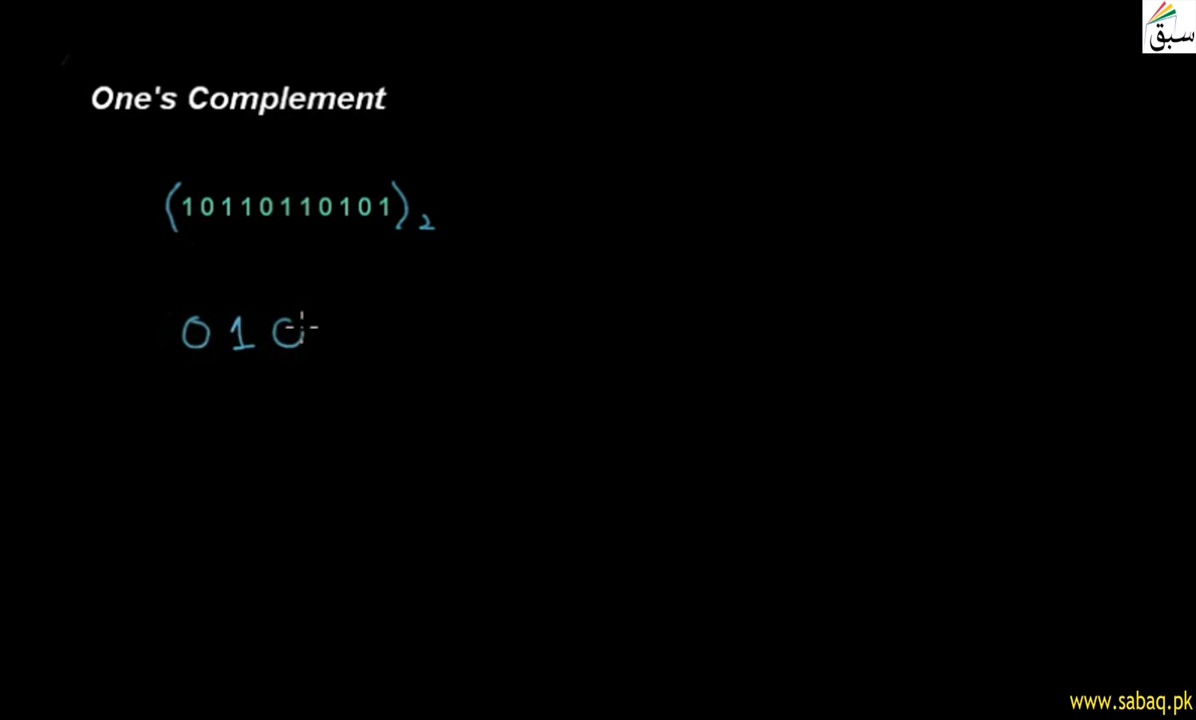 سبق
One's Complement
(10110110101)₂
0 1 0
www.sabaq.pk